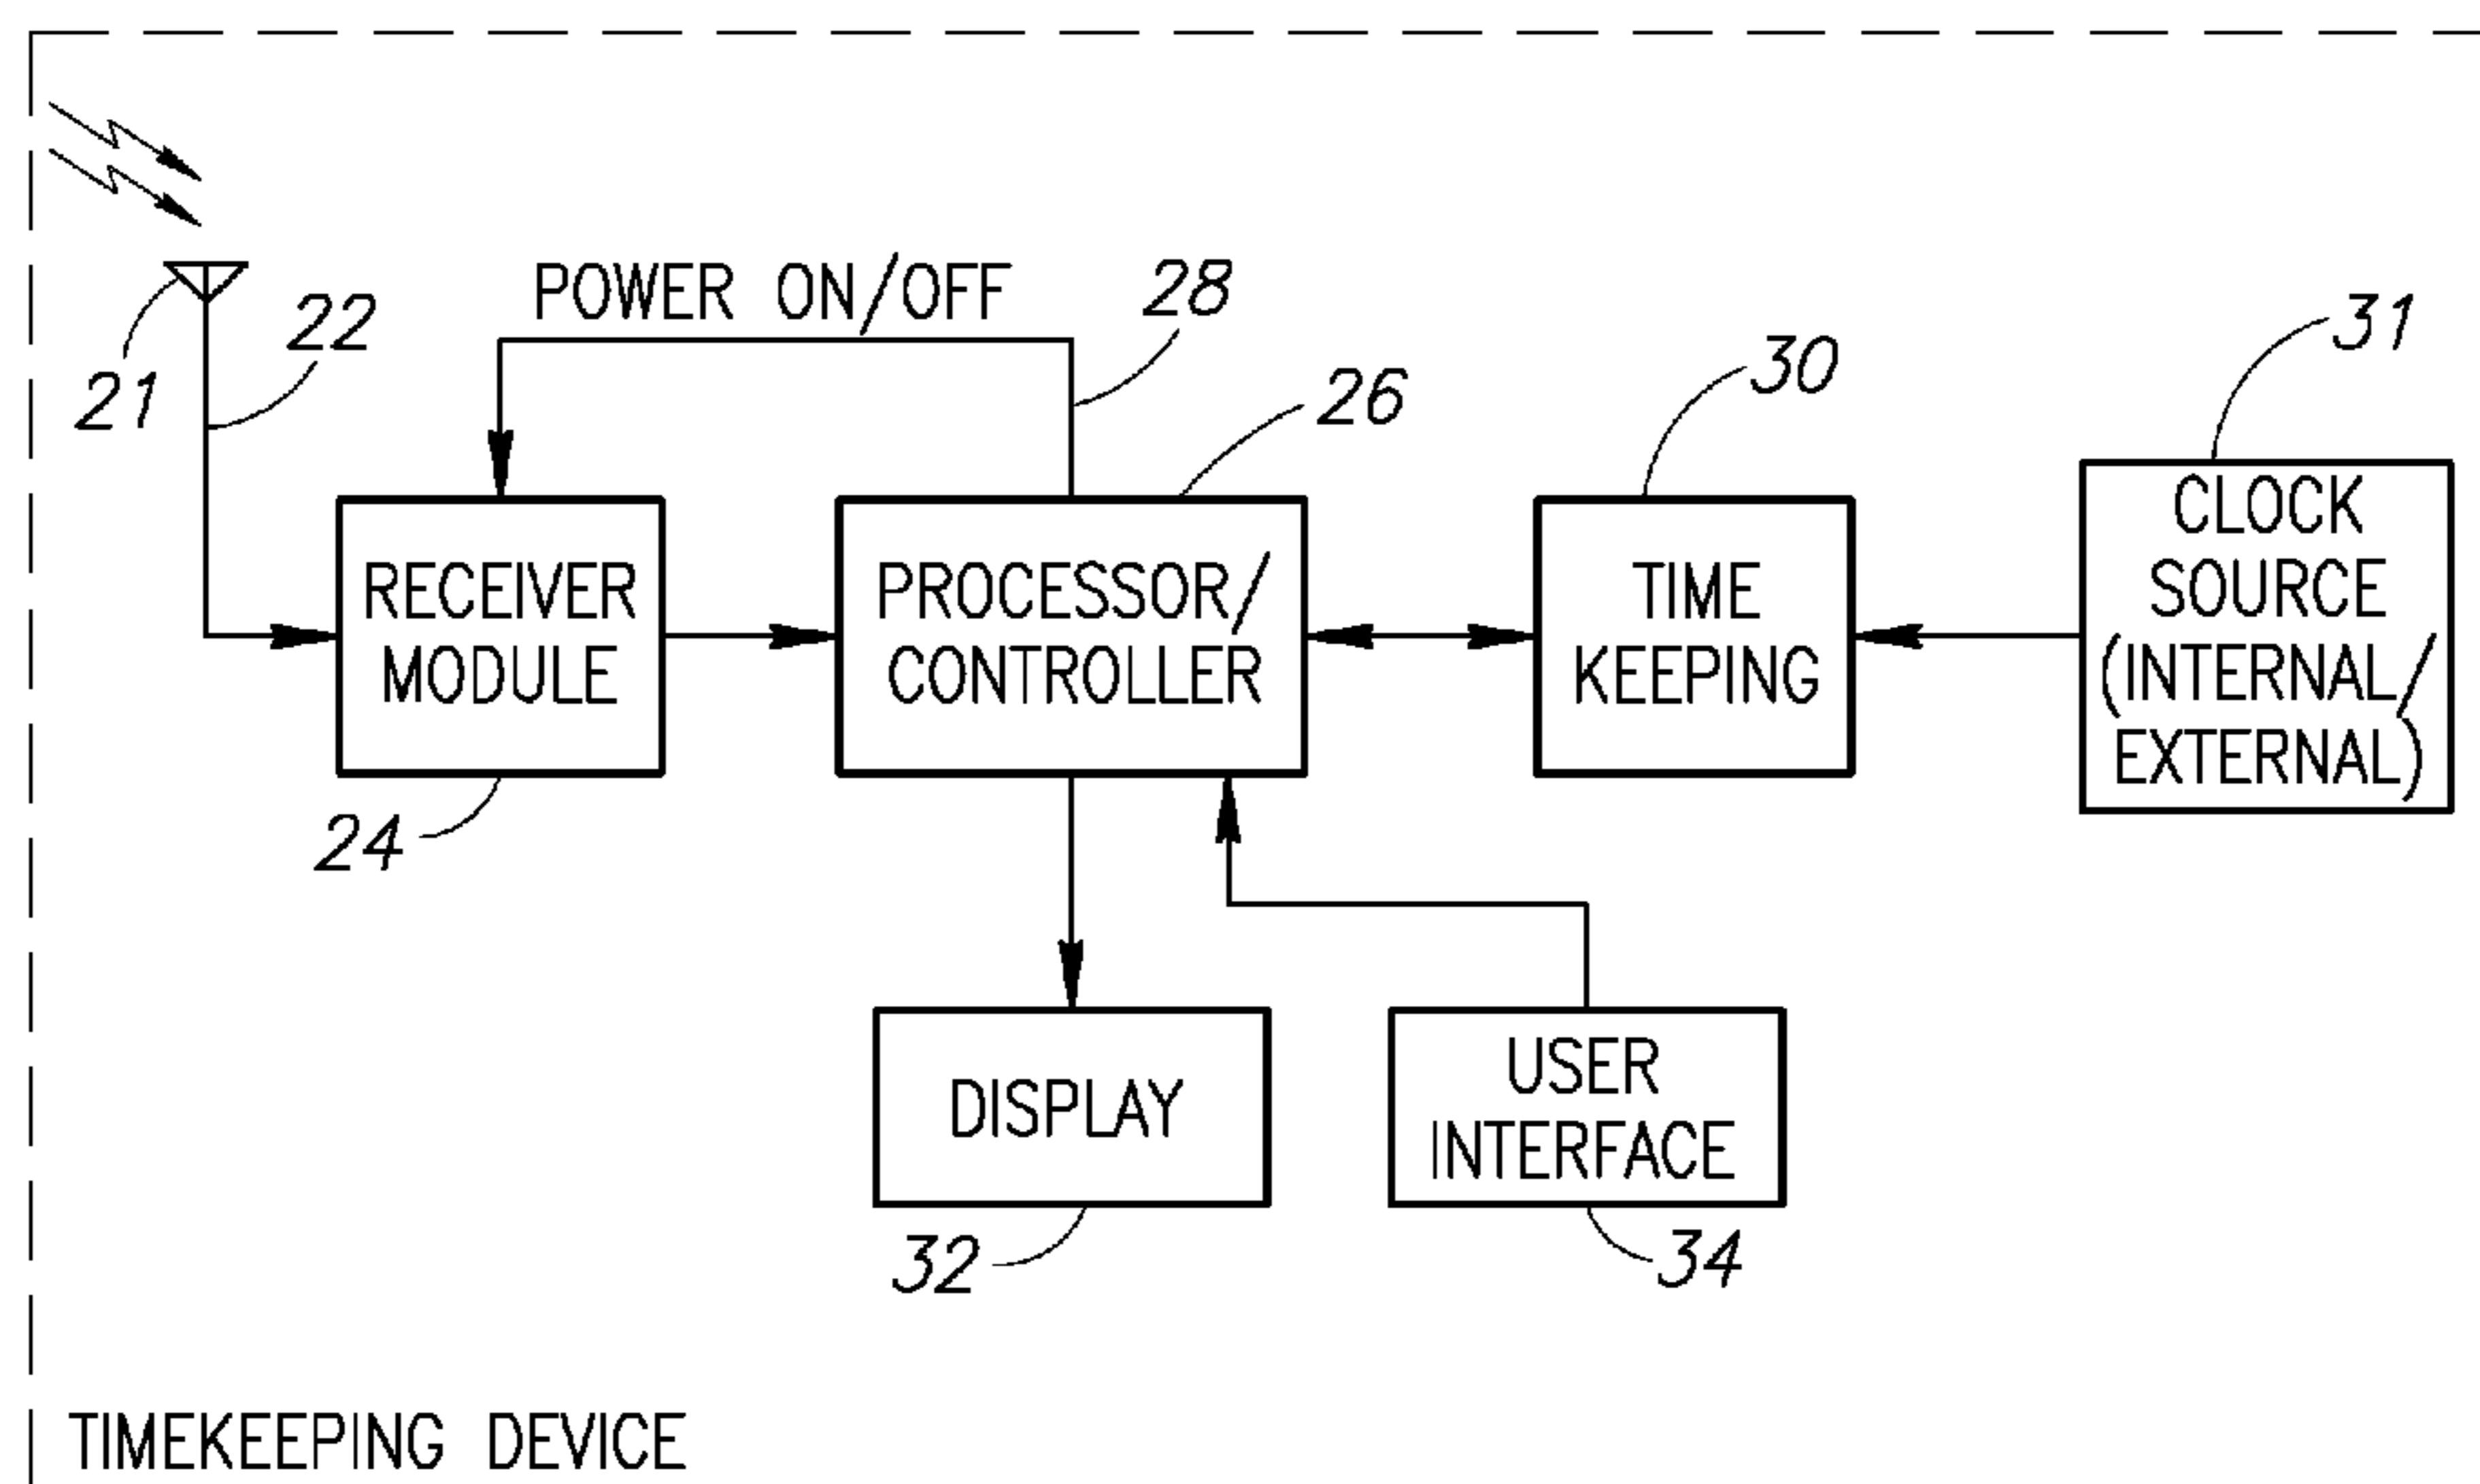 POWER ON/OFF
28
22
31
21
30
26
RECEIVER
MODULE
PROCESSOR/
CONTROLLER
TIME
KEEPING
CLOCK
SOURCE
(INTERNAL/
EXTERNAL)
24
DISPLAY
USER
INTERFACE
32
34
TIMEKEEPING DEVICE